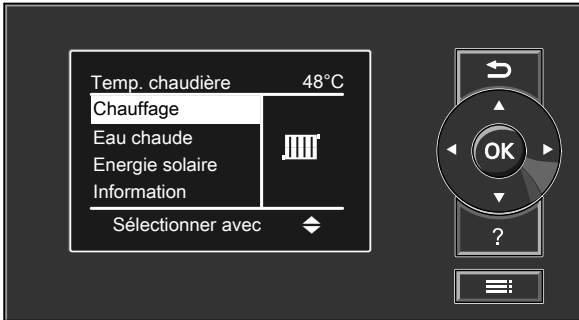 Temp. chaudière 48°C
Chauffage
Eau chaude
Energie solaire
Information
Sélectionner avec
OK
?